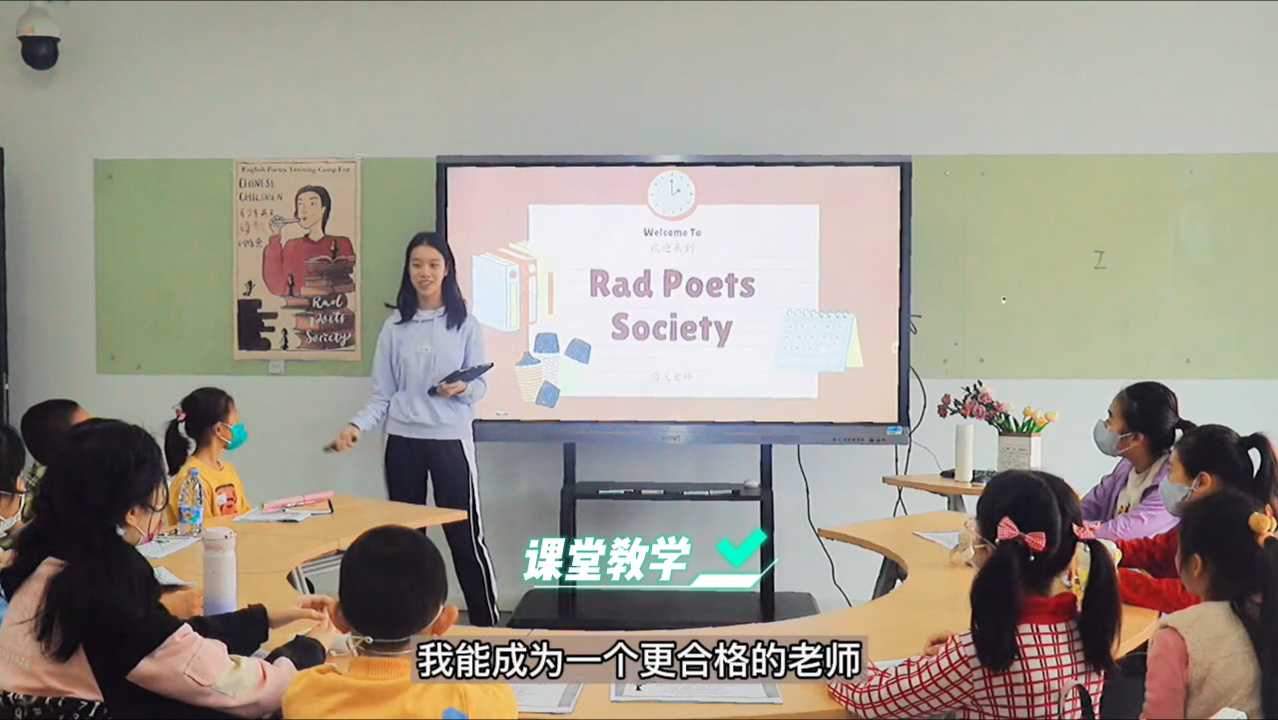 English Poetry Training Camp For
CHINESE
CHILDREN
Rad
Poets
Society
Welcome To
欢迎来到
Rad Poets
Society
课堂教学
我能成为一个更合格的老师